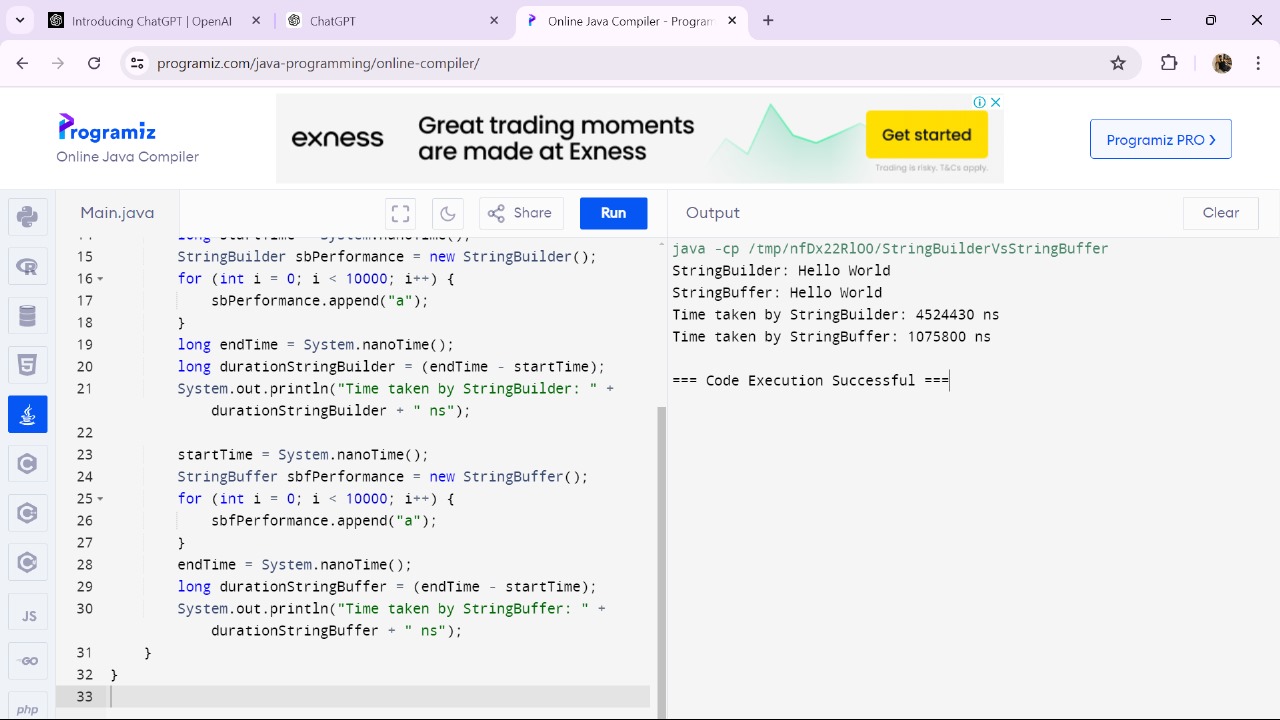 Introducing ChatGPT | OpenAI
ChatGPT
Online Java Compiler - Program
programiz.com/java-programming/online-compiler/
Programiz
Online Java Compiler
exness
Great trading moments
are made at Exness
Get started
Trading is risky. T&Cs apply.
Programiz PRO
Main.java
Share
Run
Output
Clear
15 StringBuilder sbPerformance = new StringBuilder();
16 for (int i = 0; i < 10000; i++) {
17 sbPerformance.append("a");
18 }
19 long endTime = System.nanoTime();
20 long durationStringBuilder = (endTime - startTime);
21 System.out.println("Time taken by StringBuilder: " +
durationStringBuilder + " ns");
22
23 startTime = System.nanoTime();
24 StringBuffer sbfPerformance = new StringBuffer();
25 for (int i = 0; i < 10000; i++) {
26 sbfPerformance.append("a");
27 }
28 endTime = System.nanoTime();
29 long durationStringBuffer = (endTime - startTime);
30 System.out.println("Time taken by StringBuffer: " +
durationStringBuffer + " ns");
31 }
32 }
33
JS
GO
php
java -cp /tmp/nfDx22RlOO/StringBuilderVsStringBuffer
StringBuilder: Hello World
StringBuffer: Hello World
Time taken by StringBuilder: 4524430 ns
Time taken by StringBuffer: 1075800 ns
=== Code Execution Successful ===